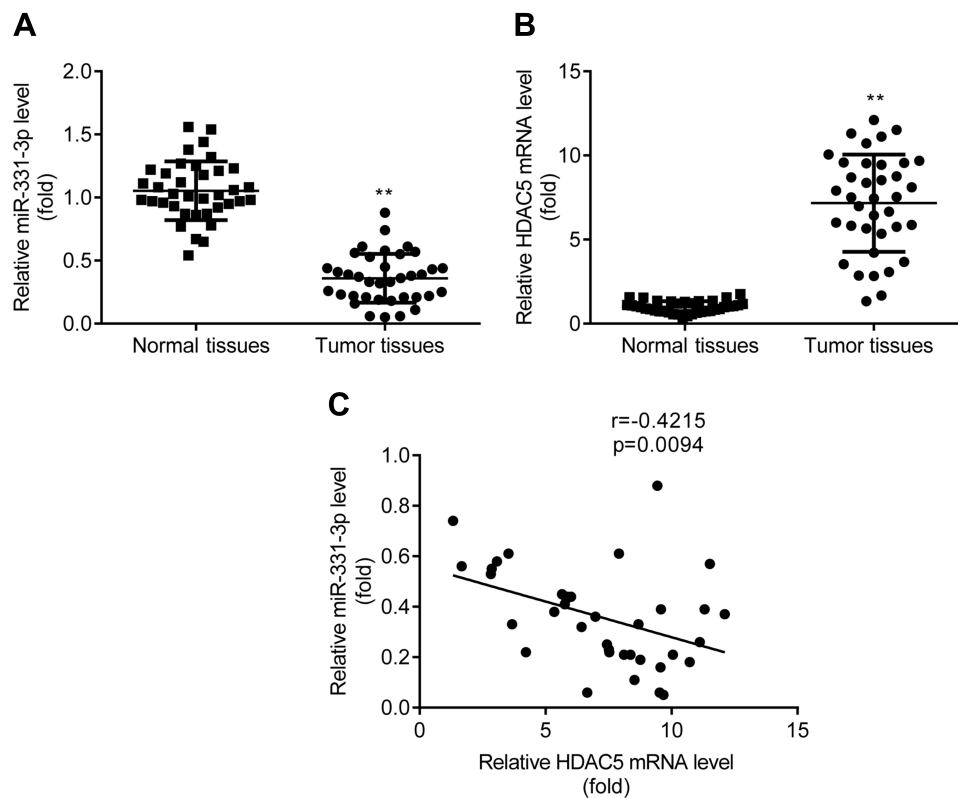 A
Relative miR-331-3p level
(fold)
2.0
1.5
1.0
0.5
0.0
**
Normal tissues
Tumor tissues
B
Relative HDAC5 mRNA level
(fold)
15
10
5
0
**
Normal tissues
Tumor tissues
C
r=-0.4215
p=0.0094
Relative miR-331-3p level
(fold)
1.0
0.8
0.6
0.4
0.2
0.0
0 5 10 15
Relative HDAC5 mRNA level
(fold)